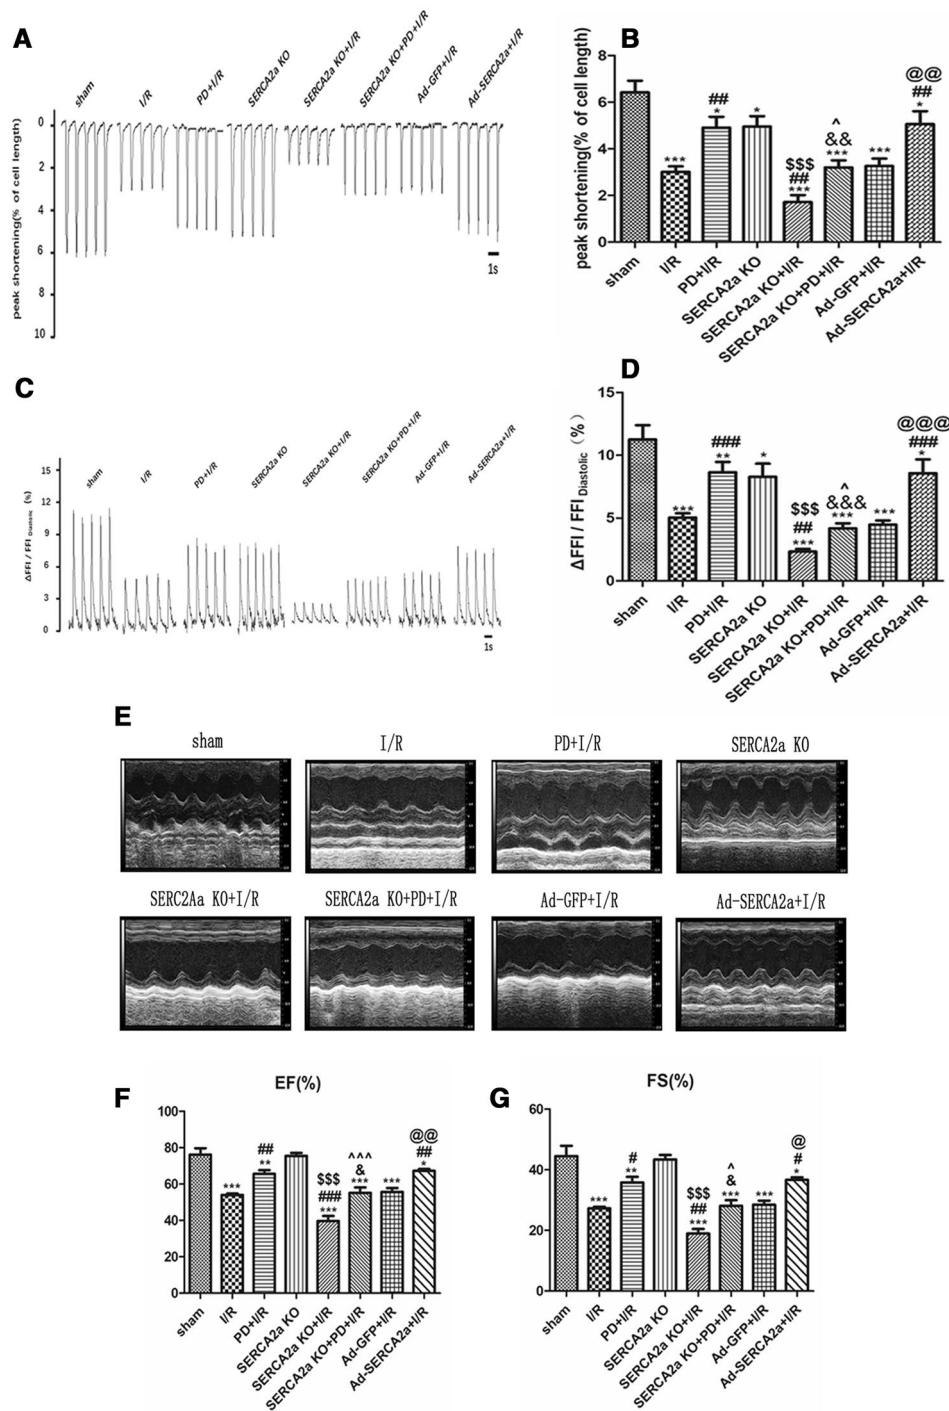 A
sham
I/R
PD+I/R
SERCA2a KO
SERCA2a KO+I/R
SERCA2a KO+PD+I/R
Ad-GFP+I/R
Ad-SERCA2a+I/R
peak shortening(% of cell length)
0
2
4
6
8
10
1s
B
peak shortening(% of cell length)
8
6
4
2
0
***
##
*
*
$$$
##
***
^
&&
***
***
@@
##
*
sham
I/R
PD+I/R
SERCA2a KO
SERCA2a KO+I/R
SERCA2a KO+PD+I/R
Ad-GFP+I/R
Ad-SERCA2a+I/R
C
sham
I/R
PD+I/R
SERCA2a KO
SERCA2a KO+I/R
SERCA2a KO+PD+I/R
Ad-GFP+I/R
Ad-SERCA2a+I/R
ΔFFI / FFI Diastolic (%)
15
12
9
6
3
0
1s
D
ΔFFI / FFI Diastolic (%)
15
10
5
0
***
###
**
*
$$$
##
***
^
&&&
***
***
@@@
###
*
sham
I/R
PD+I/R
SERCA2a KO
SERCA2a KO+I/R
SERCA2a KO+PD+I/R
Ad-GFP+I/R
Ad-SERCA2a+I/R
E
sham
I/R
PD+I/R
SERCA2a KO
SERC2Aa KO+I/R
SERCA2a KO+PD+I/R
Ad-GFP+I/R
Ad-SERCA2a+I/R
F
EF(%)
100
80
60
40
20
0
***
##
**
$$$
###
***
^^^
&
***
***
@@
##
*
sham
I/R
PD+I/R
SERCA2a KO
SERCA2a KO+I/R
SERCA2a KO+PD+I/R
Ad-GFP+I/R
Ad-SERCA2a+I/R
G
FS(%)
60
40
20
0
***
#
**
$$$
##
***
^
&
***
***
@
#
*
sham
I/R
PD+I/R
SERCA2a KO
SERCA2a KO+I/R
SERCA2a KO+PD+I/R
Ad-GFP+I/R
Ad-SERCA2a+I/R